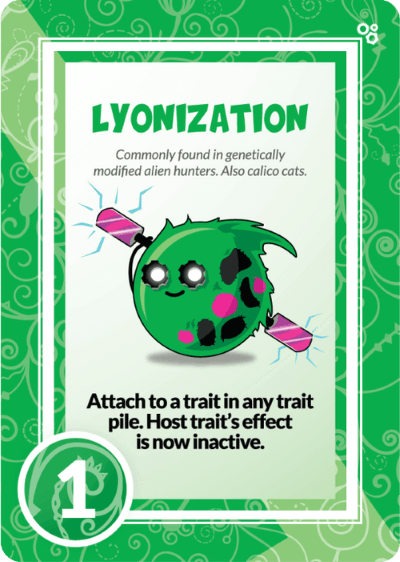 LYONIZATION
Commonly found in genetically
modified alien hunters. Also calico cats.
Attach to a trait in any trait
pile. Host trait's effect
is now inactive.
1